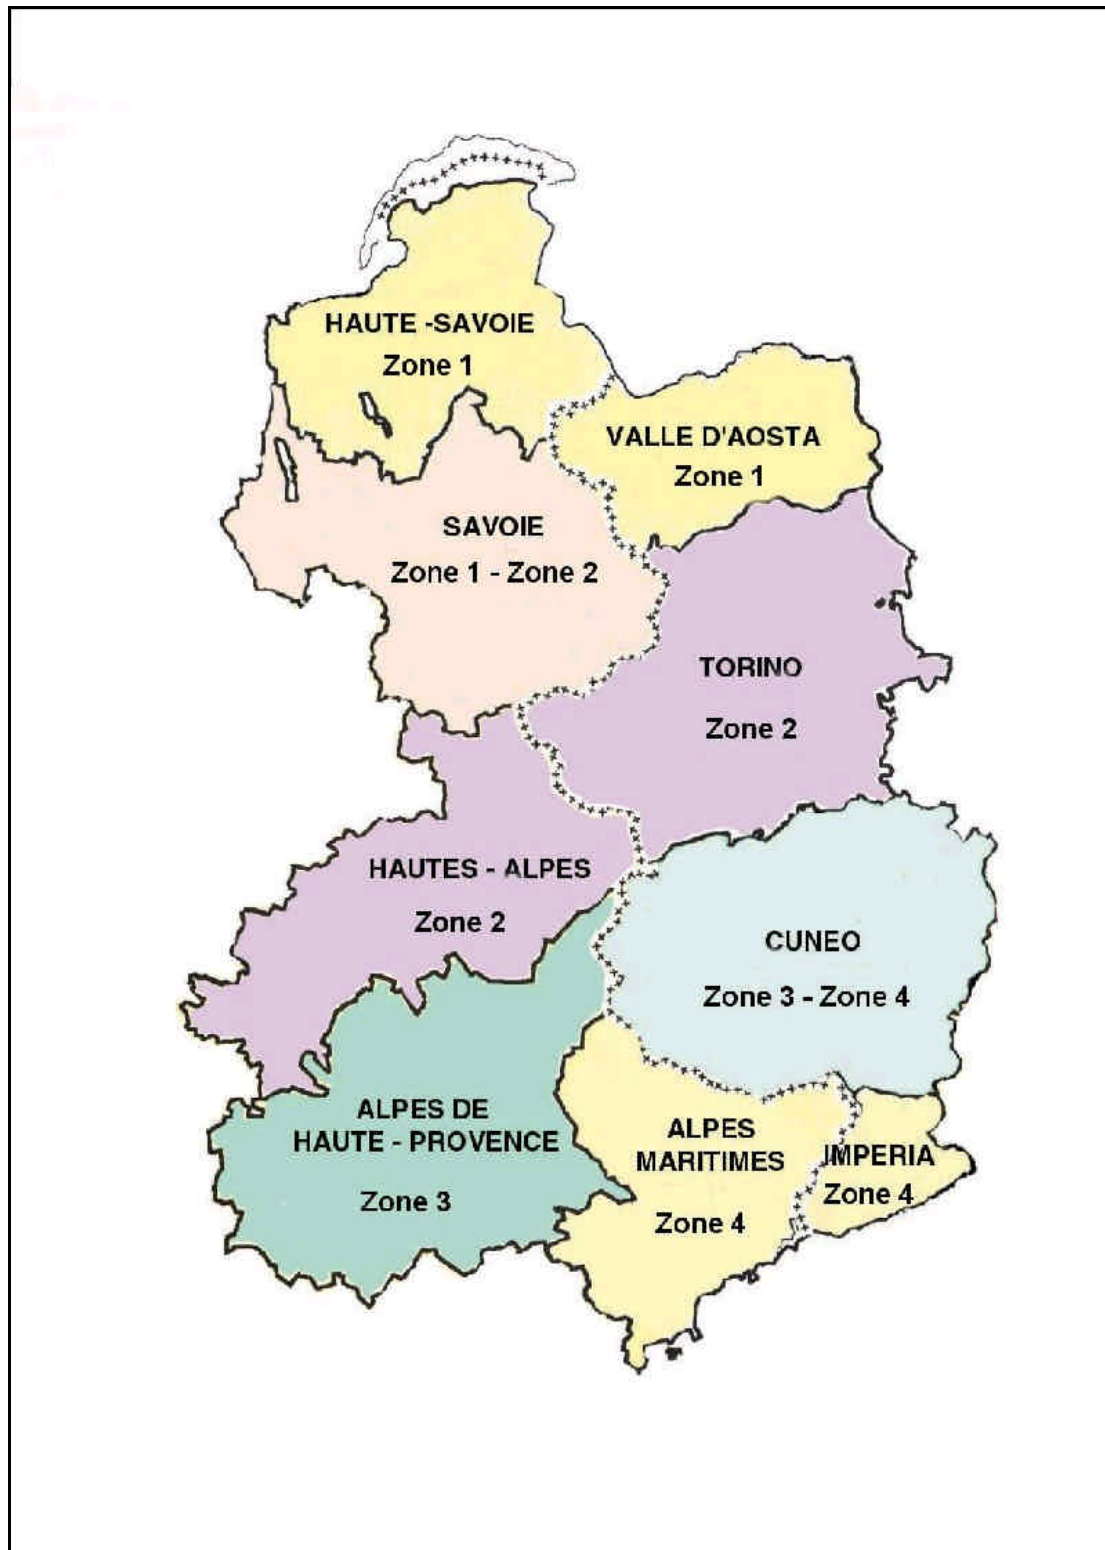 HAUTE -SAVOIE
Zone 1
VALLE D'AOSTA
Zone 1
SAVOIE
Zone 1 - Zone 2
TORINO
Zone 2
HAUTES - ALPES
Zone 2
CUNEO
Zone 3 - Zone 4
ALPES DE
HAUTE - PROVENCE
Zone 3
ALPES
MARITIMES
Zone 4
IMPERIA
Zone 4